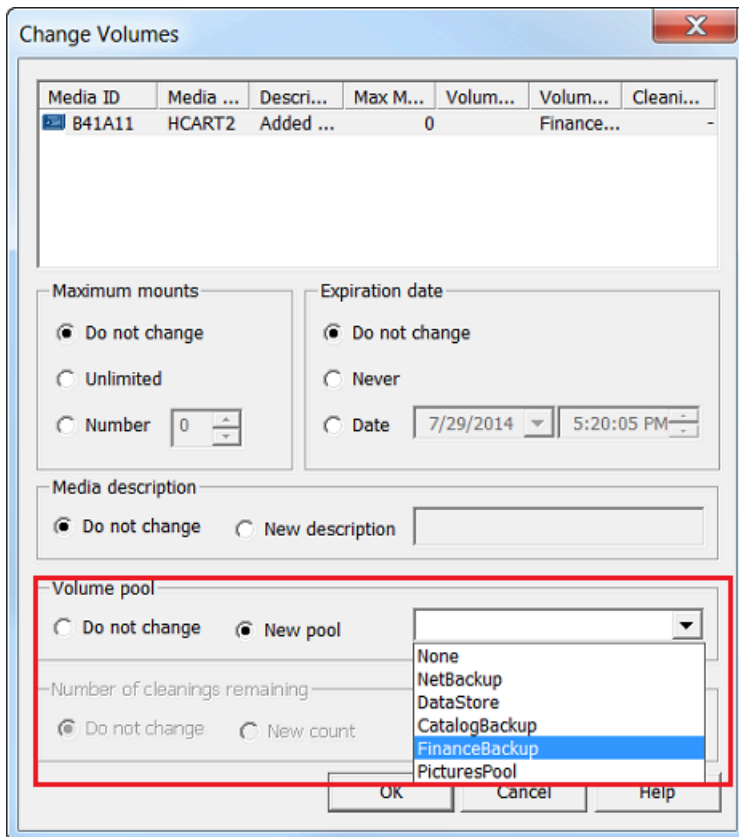 Change Volumes
Media ID Media ... Descri... Max M... Volum... Volum... Cleani...
B41A11 HCART2 Added ... 0 Finance... -
Maximum mounts Expiration date
Do not change Do not change
Unlimited Never
Number 0 Date 7/29/2014 5:20:05 PM
Media description
Do not change New description
Volume pool
Do not change New pool
None
NetBackup
Number of cleanings remaining
DataStore
Do not change New count CatalogBackup
FinanceBackup
PicturesPool
OK Cancel Help